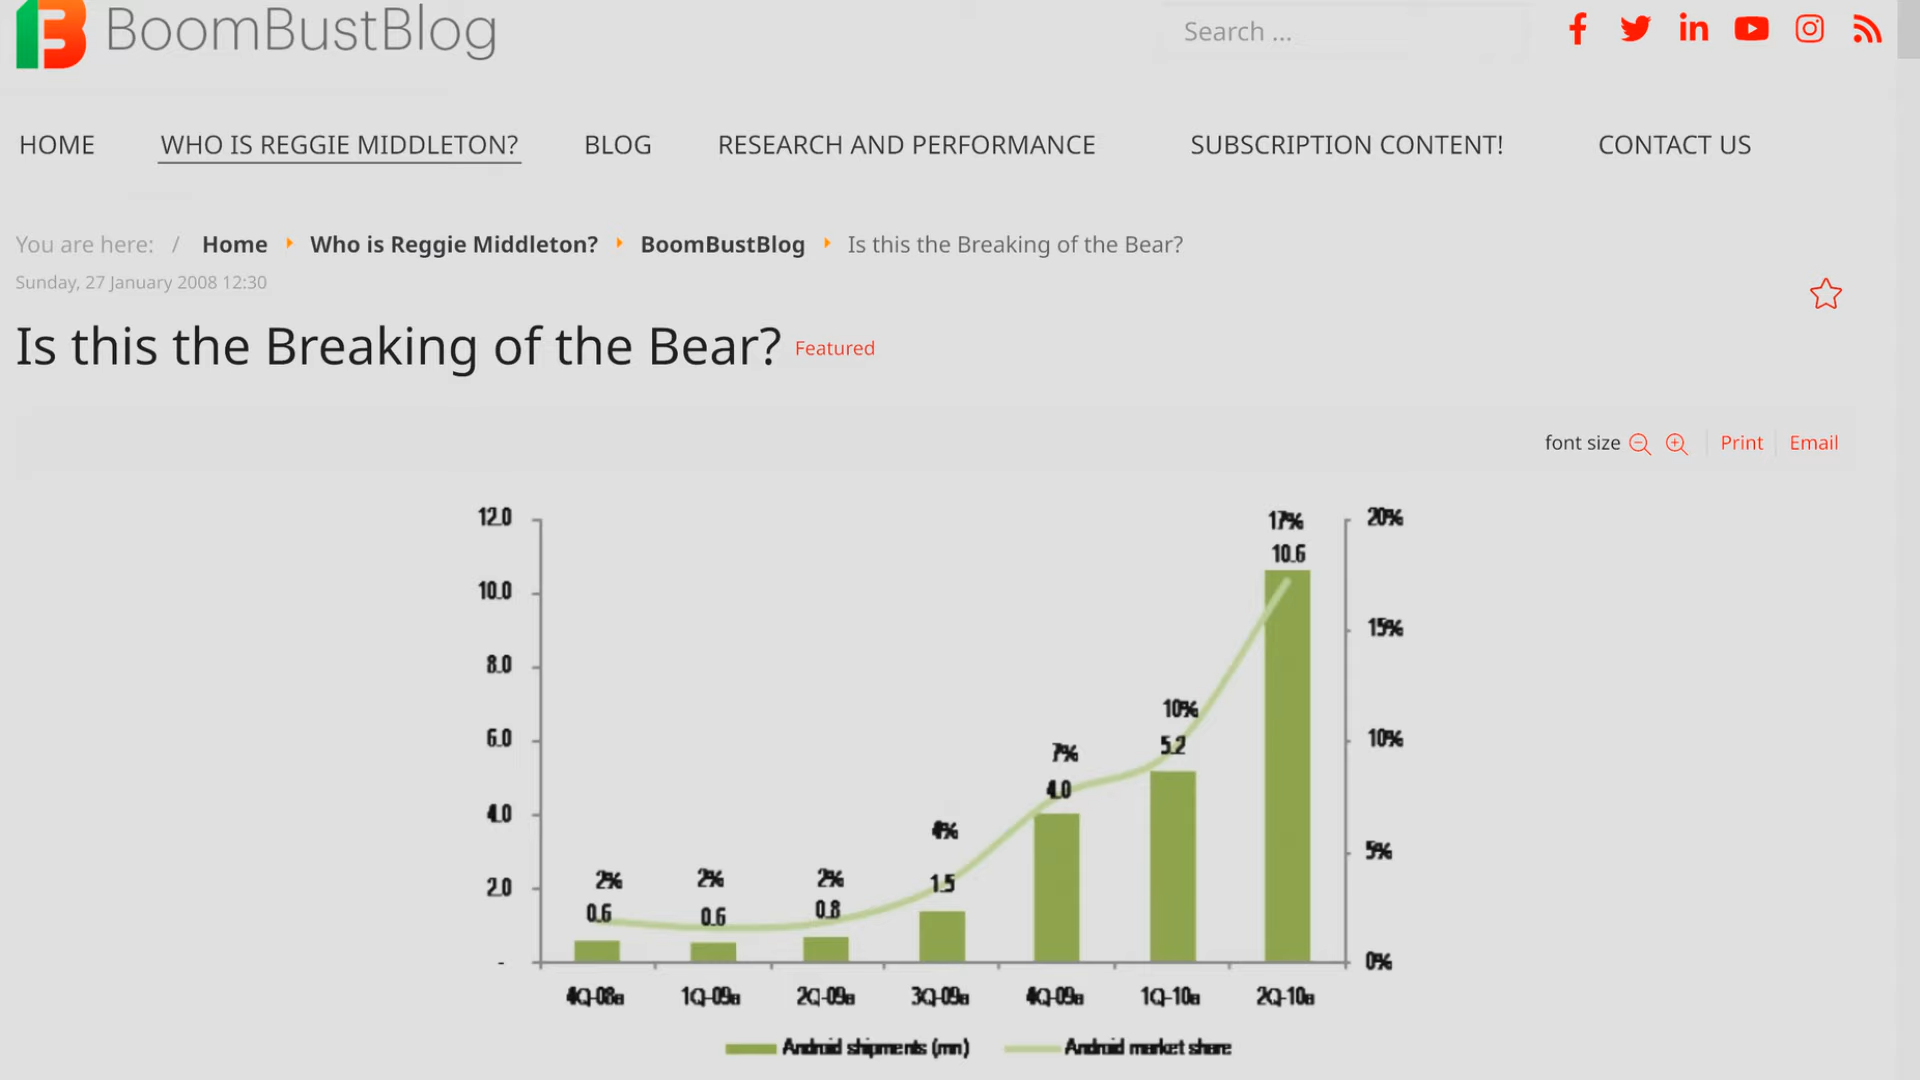 BoomBustBlog
Search ...
HOME WHO IS REGGIE MIDDLETON? BLOG RESEARCH AND PERFORMANCE SUBSCRIPTION CONTENT! CONTACT US
You are here: / Home Who is Reggie Middleton? BoomBustBlog Is this the Breaking of the Bear?
Sunday, 27 January 2008 12:30
Is this the Breaking of the Bear? Featured
font size Print Email
12.0 17% 20%
10.6
10.0
15%
8.0
10%
6.0 5.2 10%
7%
4.0 4.0
4% 5%
2.0 2% 2% 2% 1.5
0.6 0.6 0.8
- 0%
4Q-08a 1Q-09a 2Q-09a 3Q-09a 4Q-09a 1Q-10a 2Q-10a
Android shipments (mn) Android market share